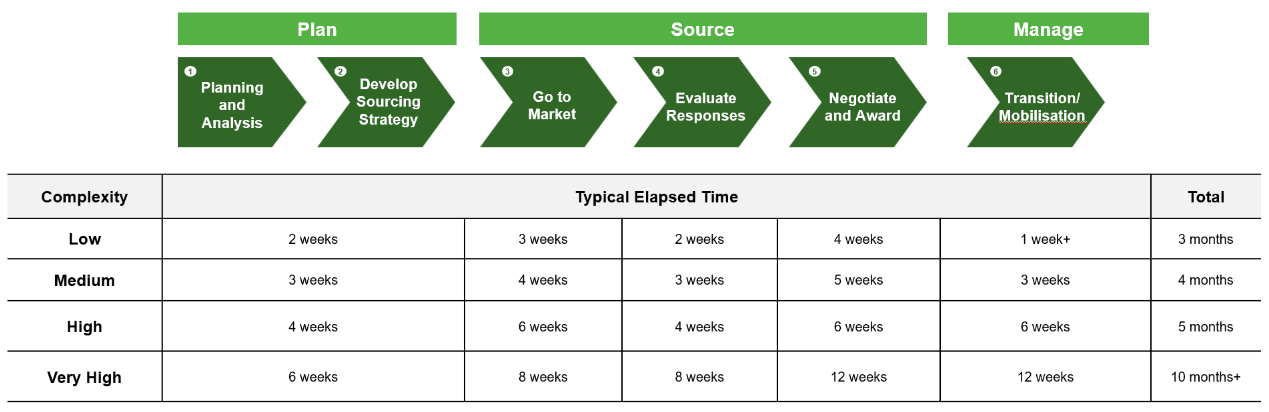 Plan
Source
Manage
1
Planning
and
Analysis
2
Develop
Sourcing
Strategy
3
Go to
Market
4
Evaluate
Responses
5
Negotiate
and Award
6
Transition/
Mobilisation
Complexity Typical Elapsed Time Total
Low 2 weeks 3 weeks 2 weeks 4 weeks 1 week+ 3 months
Medium 3 weeks 4 weeks 3 weeks 5 weeks 3 weeks 4 months
High 4 weeks 6 weeks 4 weeks 6 weeks 6 weeks 5 months
Very High 6 weeks 8 weeks 8 weeks 12 weeks 12 weeks 10 months+